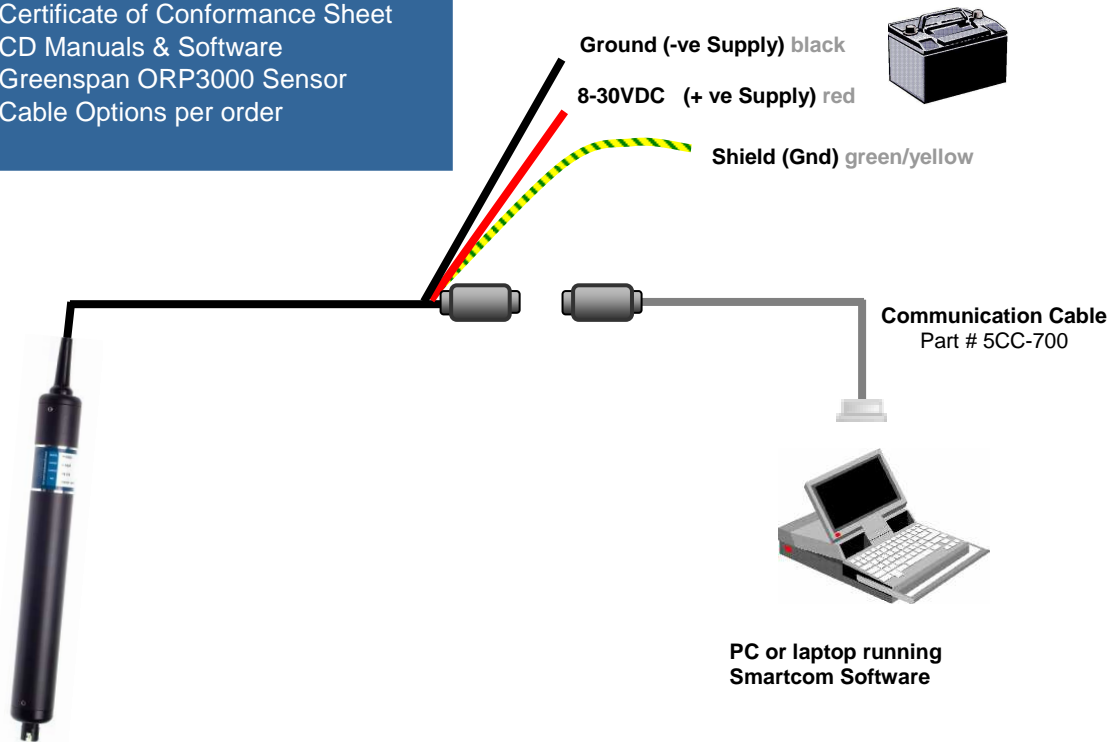 Certificate of Conformance Sheet
CD Manuals & Software
Greenspan ORP3000 Sensor
Cable Options per order
Ground (-ve Supply) black
8-30VDC (+ ve Supply) red
Shield (Gnd) green/yellow
Communication Cable
Part # 5CC-700
PC or laptop running
Smartcom Software